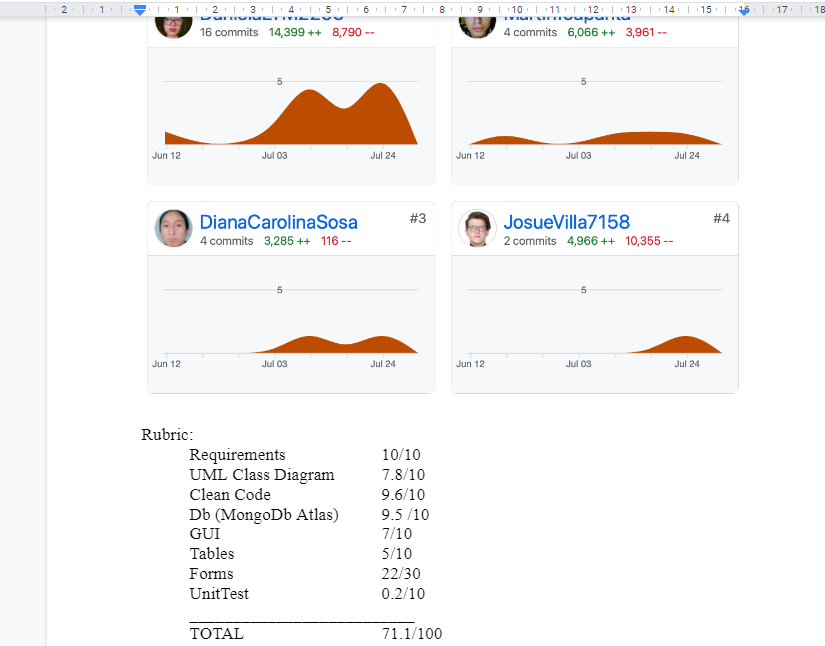 2 1 1 2 3 4 5 6 7 8 9 10 11 12 13 14 15 16 17 18
16 commits 14,399 ++ 8,790 --
4 commits 6,066 ++ 3,961 --
5
5
Jun 12 Jul 03 Jul 24
Jun 12 Jul 03 Jul 24
DianaCarolinaSosa #3
4 commits 3,285 ++ 116 --
JosueVilla7158 #4
2 commits 4,966 ++ 10,355 --
5
5
Jun 12 Jul 03 Jul 24
Jun 12 Jul 03 Jul 24
Rubric:
Requirements 10/10
UML Class Diagram 7.8/10
Clean Code 9.6/10
Db (MongoDb Atlas) 9.5 /10
GUI 7/10
Tables 5/10
Forms 22/30
UnitTest 0.2/10
TOTAL 71.1/100